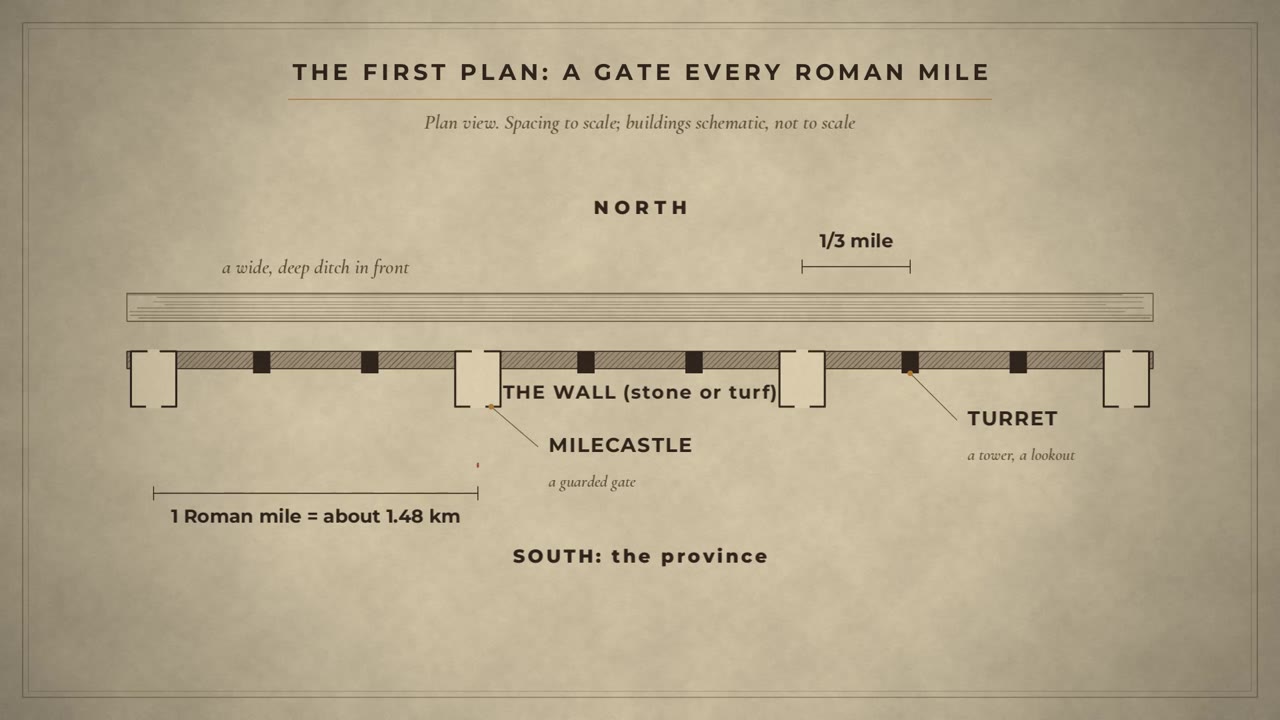 THE FIRST PLAN: A GATE EVERY ROMAN MILE
Plan view. Spacing to scale; buildings schematic, not to scale
NORTH
1/3 mile
a wide, deep ditch in front
THE WALL (stone or turf)
TURRET
a tower, a lookout
MILECASTLE
a guarded gate
1 Roman mile = about 1.48 km
SOUTH: the province